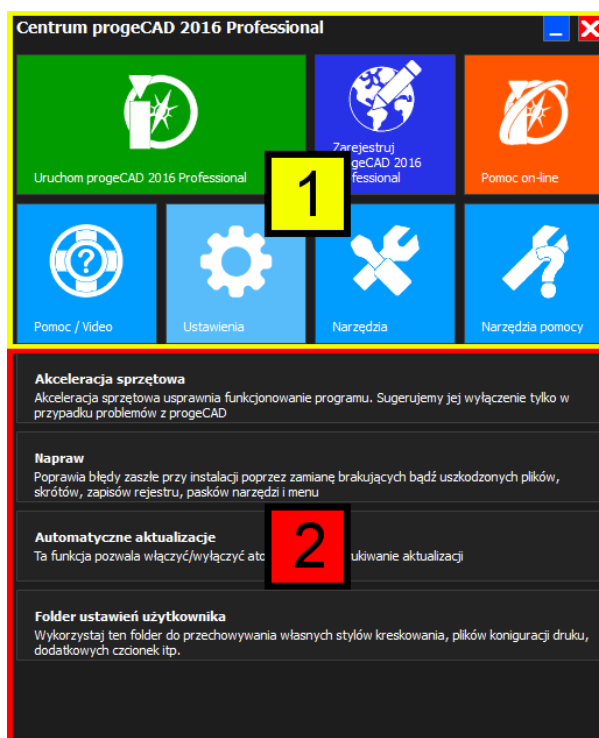 Centrum progeCAD 2016 Professional
Uruchom progeCAD 2016 Professional
Zarejestruj
geCAD 2016
fessional
Pomoc on-line
1
Pomoc / Video
Ustawienia
Narzędzia
Narzędzia pomocy
Akceleracja sprzętowa
Akceleracja sprzętowa usprawnia funkcjonowanie programu. Sugerujemy jej wyłączenie tylko w
przypadku problemów z progeCAD
Napraw
Poprawia błędy zaszłe przy instalacji poprzez zamianę brakujących bądź uszkodzonych plików,
skrótów, zapisów rejestru, pasków narzędzi i menu
Automatyczne aktualizacje
Ta funkcja pozwala włączyć/wyłączyć ato ukiwanie aktualizacji
2
Folder ustawień użytkownika
Wykorzystaj ten folder do przechowywania własnych stylów kreskowania, plików koniguracji druku,
dodatkowych czcionek itp.